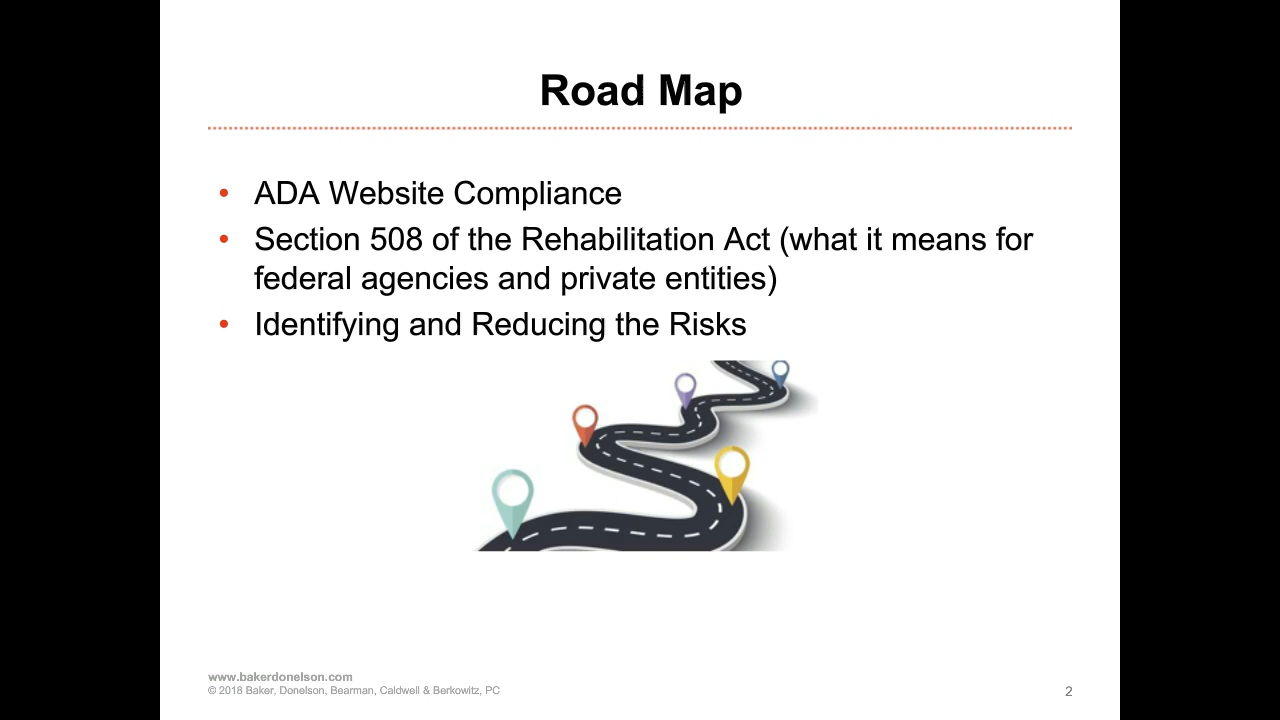 Road Map
• ADA Website Compliance
• Section 508 of the Rehabilitation Act (what it means for
federal agencies and private entities)
• Identifying and Reducing the Risks
www.bakerdonelson.com
© 2018 Baker, Donelson, Bearman, Caldwell & Berkowitz, PC
2